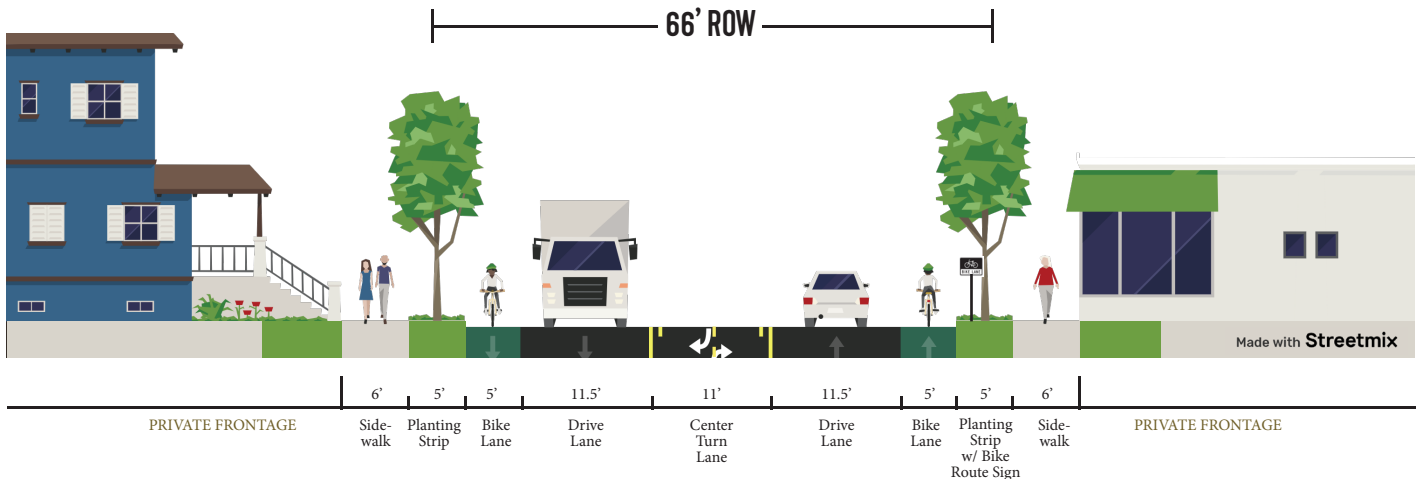 66’ ROW
BIKE LANE
Made with Streetmix
6’ 5’ 5’ 11.5’ 11’ 11.5’ 5’ 5’ 6’
PRIVATE FRONTAGE
Side-
walk
Planting
Strip
Bike
Lane
Drive
Lane
Center
Turn
Lane
Drive
Lane
Bike
Lane
Planting
Strip
w/ Bike
Route Sign
Side-
walk
PRIVATE FRONTAGE